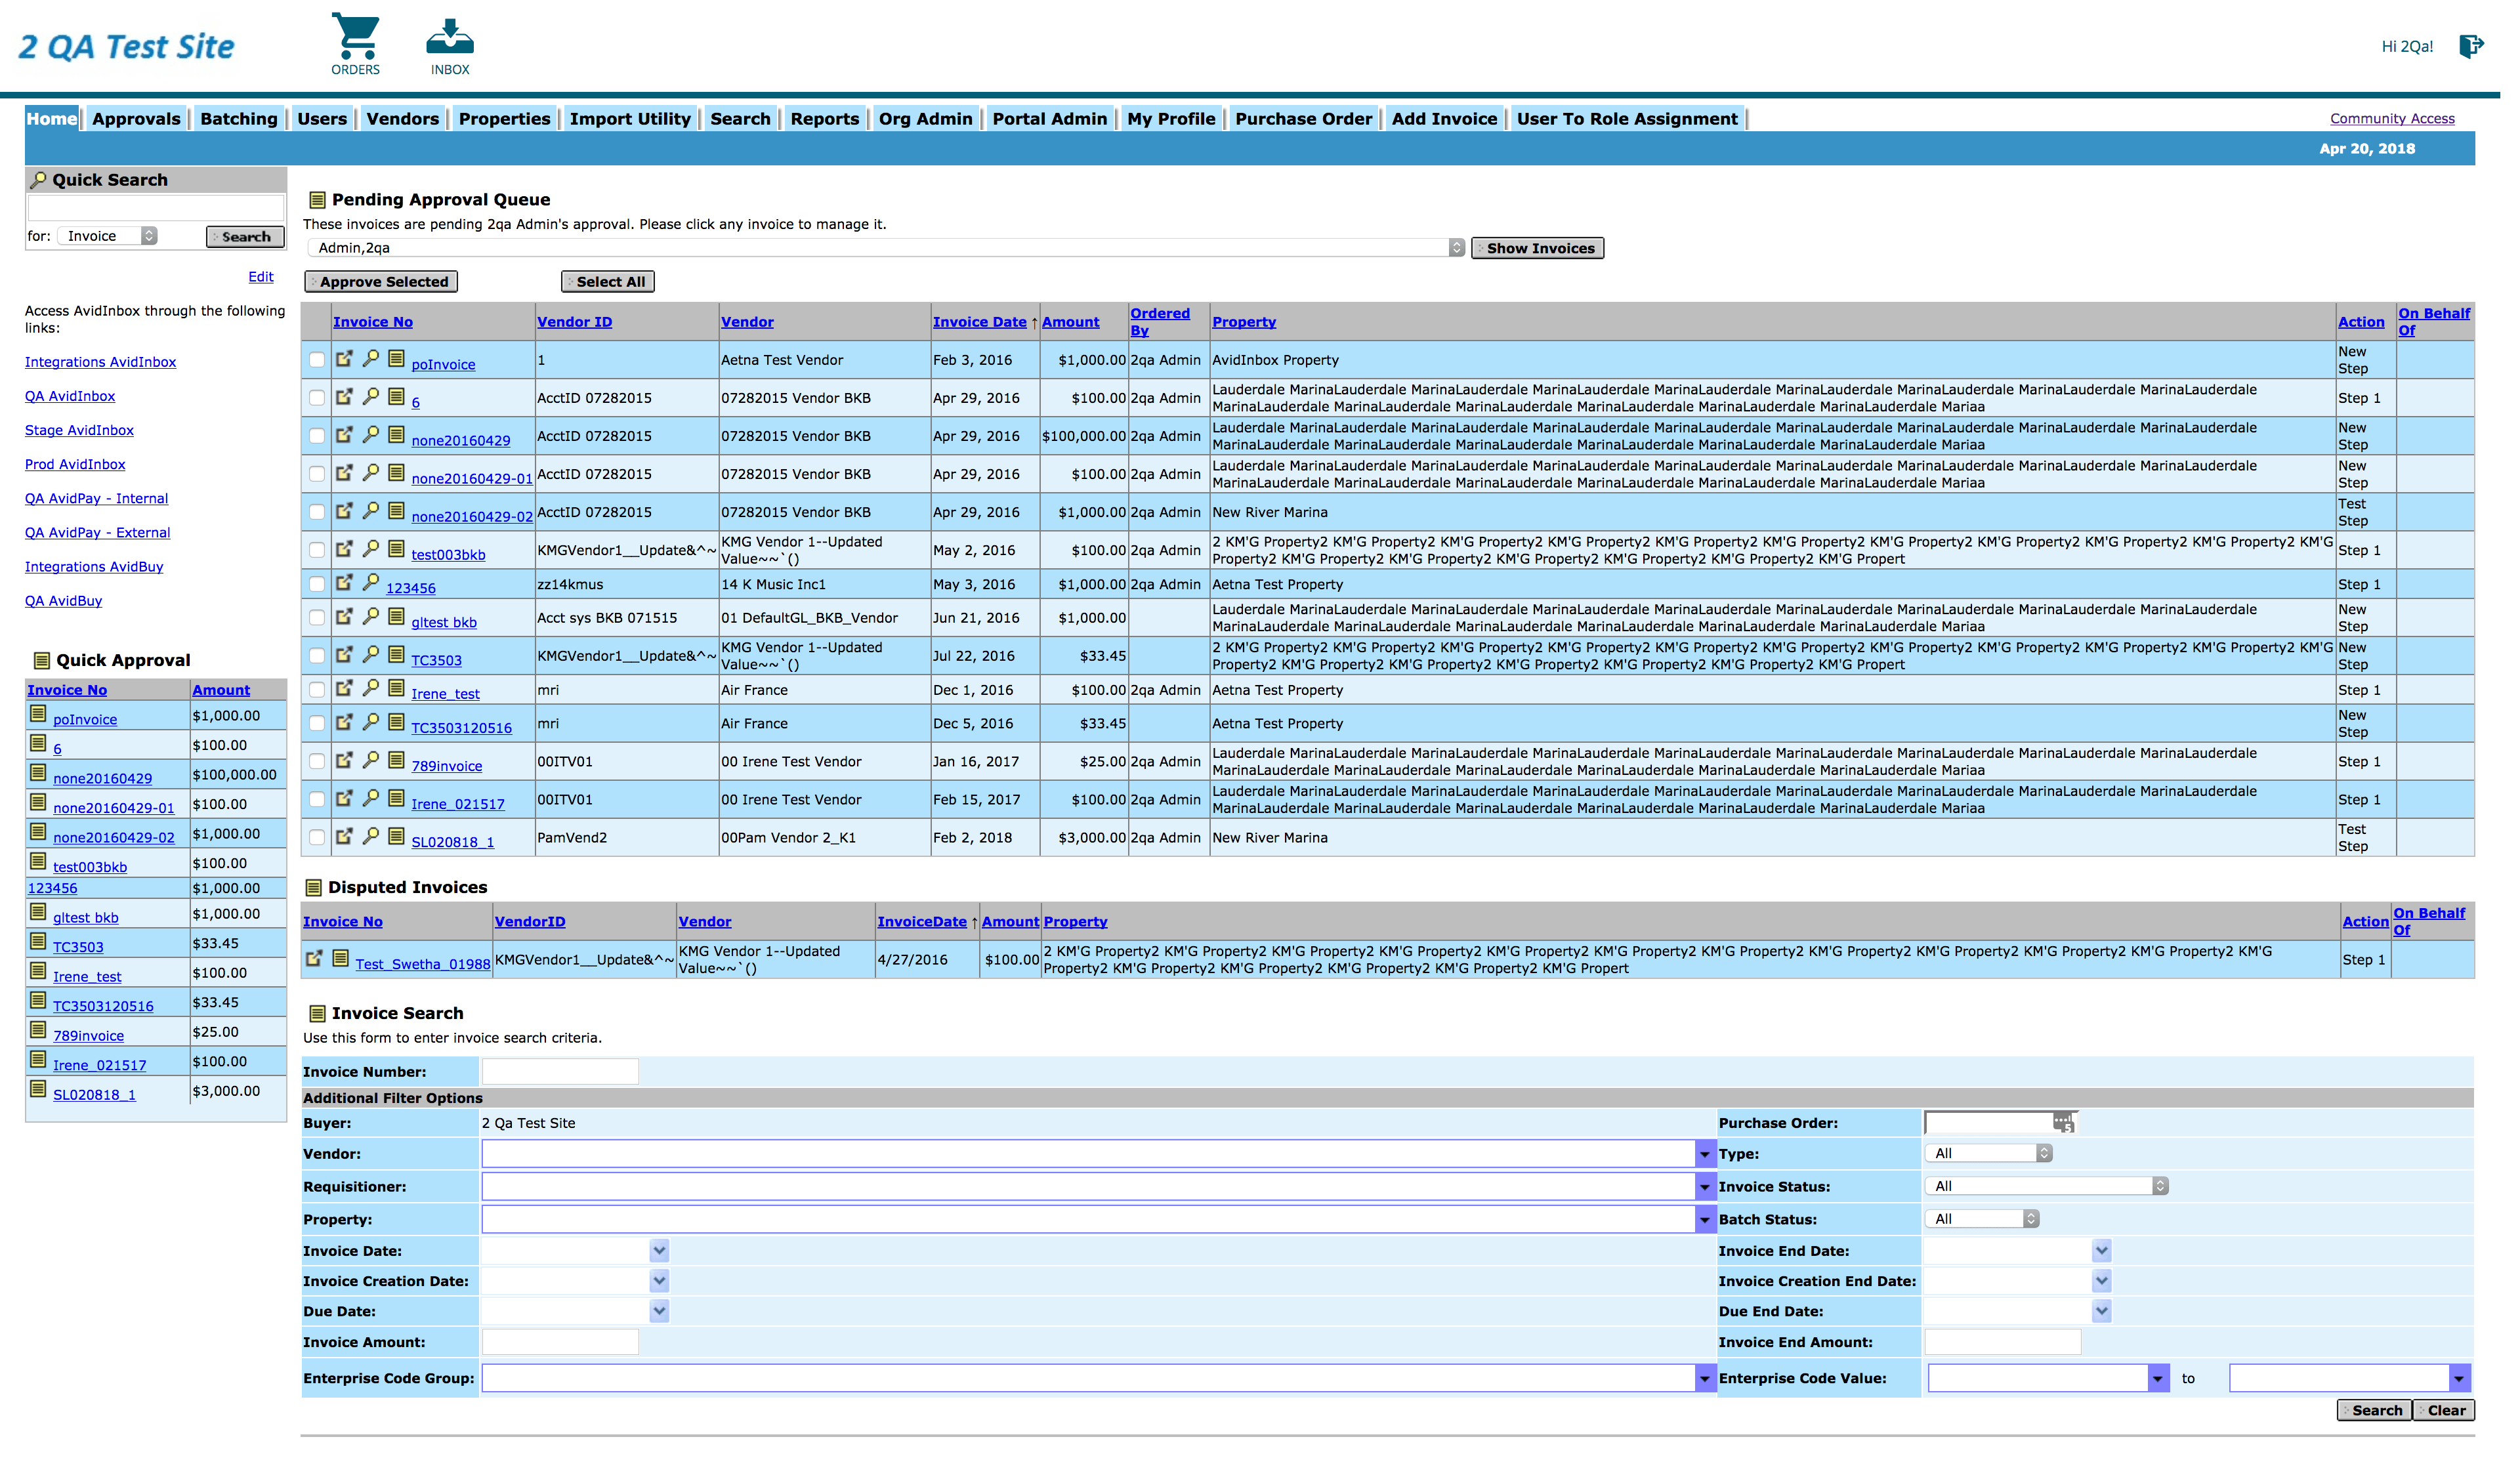 2 QA Test Site
ORDERS
INBOX
Hi 2Qa!
Home Approvals Batching Users Vendors Properties Import Utility Search Reports Org Admin Portal Admin My Profile Purchase Order Add Invoice User To Role Assignment
Community Access
Apr 20, 2018
Quick Search
for: Invoice Search
Edit
Access AvidInbox through the following
links:
Integrations AvidInbox
QA AvidInbox
Stage AvidInbox
Prod AvidInbox
QA AvidPay - Internal
QA AvidPay - External
Integrations AvidBuy
QA AvidBuy
Quick Approval
Invoice No Amount
poInvoice $1,000.00
6 $100.00
none20160429 $100,000.00
none20160429-01 $100.00
none20160429-02 $1,000.00
test003bkb $100.00
123456 $1,000.00
gltest bkb $1,000.00
TC3503 $33.45
Irene_test $100.00
TC3503120516 $33.45
789invoice $25.00
Irene_021517 $100.00
SL020818_1 $3,000.00
Pending Approval Queue
These invoices are pending 2qa Admin's approval. Please click any invoice to manage it.
Admin,2qa Show Invoices
Approve Selected Select All
Invoice No Vendor ID Vendor Invoice Date ↑ Amount Ordered By Property Action On Behalf Of
poInvoice 1 Aetna Test Vendor Feb 3, 2016 $1,000.00 2qa Admin AvidInbox Property New Step
6 AcctID 07282015 07282015 Vendor BKB Apr 29, 2016 $100.00 2qa Admin Lauderdale MarinaLauderdale MarinaLauderdale MarinaLauderdale MarinaLauderdale MarinaLauderdale MarinaLauderdale MarinaLauderdale MarinaLauderdale
MarinaLauderdale MarinaLauderdale MarinaLauderdale MarinaLauderdale MarinaLauderdale Mariaa Step 1
none20160429 AcctID 07282015 07282015 Vendor BKB Apr 29, 2016 $100,000.00 2qa Admin Lauderdale MarinaLauderdale MarinaLauderdale MarinaLauderdale MarinaLauderdale MarinaLauderdale MarinaLauderdale MarinaLauderdale MarinaLauderdale
MarinaLauderdale MarinaLauderdale MarinaLauderdale MarinaLauderdale MarinaLauderdale Mariaa New Step
none20160429-01 AcctID 07282015 07282015 Vendor BKB Apr 29, 2016 $100.00 2qa Admin Lauderdale MarinaLauderdale MarinaLauderdale MarinaLauderdale MarinaLauderdale MarinaLauderdale MarinaLauderdale MarinaLauderdale MarinaLauderdale
MarinaLauderdale MarinaLauderdale MarinaLauderdale MarinaLauderdale MarinaLauderdale Mariaa New Step
none20160429-02 AcctID 07282015 07282015 Vendor BKB Apr 29, 2016 $1,000.00 2qa Admin New River Marina Test Step
test003bkb KMGVendor1__Update&^~ KMG Vendor 1--Updated Value~~`() May 2, 2016 $100.00 2qa Admin 2 KM'G Property2 KM'G Property2 KM'G Property2 KM'G Property2 KM'G Property2 KM'G Property2 KM'G Property2 KM'G Property2 KM'G Property2 KM'G Property2 KM'G
Property2 KM'G Property2 KM'G Property2 KM'G Property2 KM'G Property2 KM'G Propert Step 1
123456 zz14kmus 14 K Music Inc1 May 3, 2016 $1,000.00 2qa Admin Aetna Test Property Step 1
gltest bkb Acct sys BKB 071515 01 DefaultGL_BKB_Vendor Jun 21, 2016 $1,000.00 Lauderdale MarinaLauderdale MarinaLauderdale MarinaLauderdale MarinaLauderdale MarinaLauderdale MarinaLauderdale MarinaLauderdale MarinaLauderdale
MarinaLauderdale MarinaLauderdale MarinaLauderdale MarinaLauderdale MarinaLauderdale Mariaa New Step
TC3503 KMGVendor1__Update&^~ KMG Vendor 1--Updated Value~~`() Jul 22, 2016 $33.45 2 KM'G Property2 KM'G Property2 KM'G Property2 KM'G Property2 KM'G Property2 KM'G Property2 KM'G Property2 KM'G Property2 KM'G Property2 KM'G Property2 KM'G
Property2 KM'G Property2 KM'G Property2 KM'G Property2 KM'G Property2 KM'G Propert New Step
Irene_test mri Air France Dec 1, 2016 $100.00 2qa Admin Aetna Test Property Step 1
TC3503120516 mri Air France Dec 5, 2016 $33.45 Aetna Test Property New Step
789invoice 00ITV01 00 Irene Test Vendor Jan 16, 2017 $25.00 2qa Admin Lauderdale MarinaLauderdale MarinaLauderdale MarinaLauderdale MarinaLauderdale MarinaLauderdale MarinaLauderdale MarinaLauderdale MarinaLauderdale
MarinaLauderdale MarinaLauderdale MarinaLauderdale MarinaLauderdale MarinaLauderdale Mariaa Step 1
Irene_021517 00ITV01 00 Irene Test Vendor Feb 15, 2017 $100.00 2qa Admin Lauderdale MarinaLauderdale MarinaLauderdale MarinaLauderdale MarinaLauderdale MarinaLauderdale MarinaLauderdale MarinaLauderdale MarinaLauderdale
MarinaLauderdale MarinaLauderdale MarinaLauderdale MarinaLauderdale MarinaLauderdale Mariaa Step 1
SL020818_1 PamVend2 00Pam Vendor 2_K1 Feb 2, 2018 $3,000.00 2qa Admin New River Marina Test Step
Disputed Invoices
Invoice No VendorID Vendor InvoiceDate ↑ Amount Property Action On Behalf Of
Test_Swetha_01988 KMGVendor1__Update&^~ KMG Vendor 1--Updated Value~~`() 4/27/2016 $100.00 2 KM'G Property2 KM'G Property2 KM'G Property2 KM'G Property2 KM'G Property2 KM'G Property2 KM'G Property2 KM'G Property2 KM'G Property2 KM'G Property2 KM'G Property2 KM'G
Property2 KM'G Property2 KM'G Property2 KM'G Property2 KM'G Property2 KM'G Propert Step 1
Invoice Search
Use this form to enter invoice search criteria.
Invoice Number:
Additional Filter Options
Buyer: 2 Qa Test Site Purchase Order: 5
Vendor: Type: All
Requisitioner: Invoice Status: All
Property: Batch Status: All
Invoice Date: Invoice End Date:
Invoice Creation Date: Invoice Creation End Date:
Due Date: Due End Date:
Invoice Amount: Invoice End Amount:
Enterprise Code Group: Enterprise Code Value: to
Search Clear